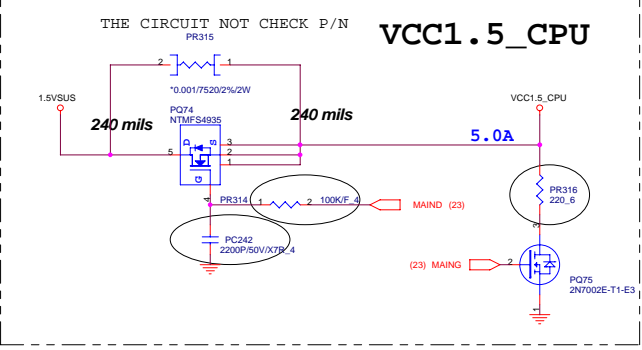 THE CIRCUIT NOT CHECK P/N
VCC1.5_CPU
PR315
2
1
*0.001/7520/2%/2W
1.5VSUS
VCC1.5_CPU
PQ74
NTMFS4935
240 mils
240 mils
5.0A
D
S
G
5
3
2
1
4
PR314
1
2
100K/F_4
MAIND (23)
PR316
220_6
PC242
2200P/50V/X7R_4
3
(23) MAING
2
PQ75
2N7002E-T1-E3
1